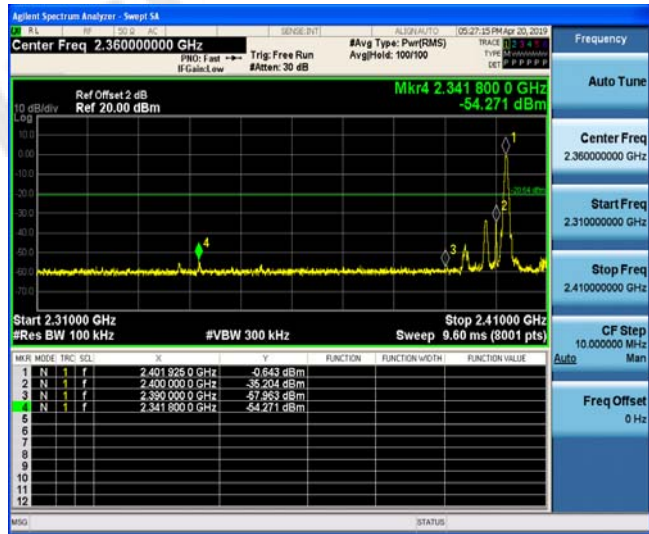 Agilent Spectrum Analyzer - Swept SA
RL RF 50 Ω AC SENSE:INT ALIGN AUTO 05:27:15 PM Apr 20, 2019
Center Freq 2.360000000 GHz
PNO: Fast
IFGain:Low
Trig: Free Run
#Atten: 30 dB
#Avg Type: Pwr(RMS)
Avg|Hold: 100/100
TRACE 1 2 3 4 5 6
TYPE
DET P P P P P P
Frequency
Auto Tune
Center Freq
2.360000000 GHz
Start Freq
2.310000000 GHz
Stop Freq
2.410000000 GHz
CF Step
10.000000 MHz
Auto Man
Freq Offset
0 Hz
Mkr4 2.341 800 0 GHz
-54.271 dBm
Ref Offset 2 dB
10 dB/div Ref 20.00 dBm
Log
10.0
0.00
-10.0
-20.0
-30.0
-40.0
-50.0
-60.0
-70.0
1
-20.64 dBm
2
3
4
Start 2.31000 GHz Stop 2.41000 GHz
#Res BW 100 kHz #VBW 300 kHz Sweep 9.60 ms (8001 pts)
MKR MODE TRC SCL X Y FUNCTION FUNCTION WIDTH FUNCTION VALUE
1 N 1 f 2.401 925 0 GHz -0.643 dBm
2 N 1 f 2.400 000 0 GHz -35.204 dBm
3 N 1 f 2.390 000 0 GHz -57.963 dBm
4 N 1 f 2.341 800 0 GHz -54.271 dBm
5
6
7
8
9
10
11
12
MSG STATUS